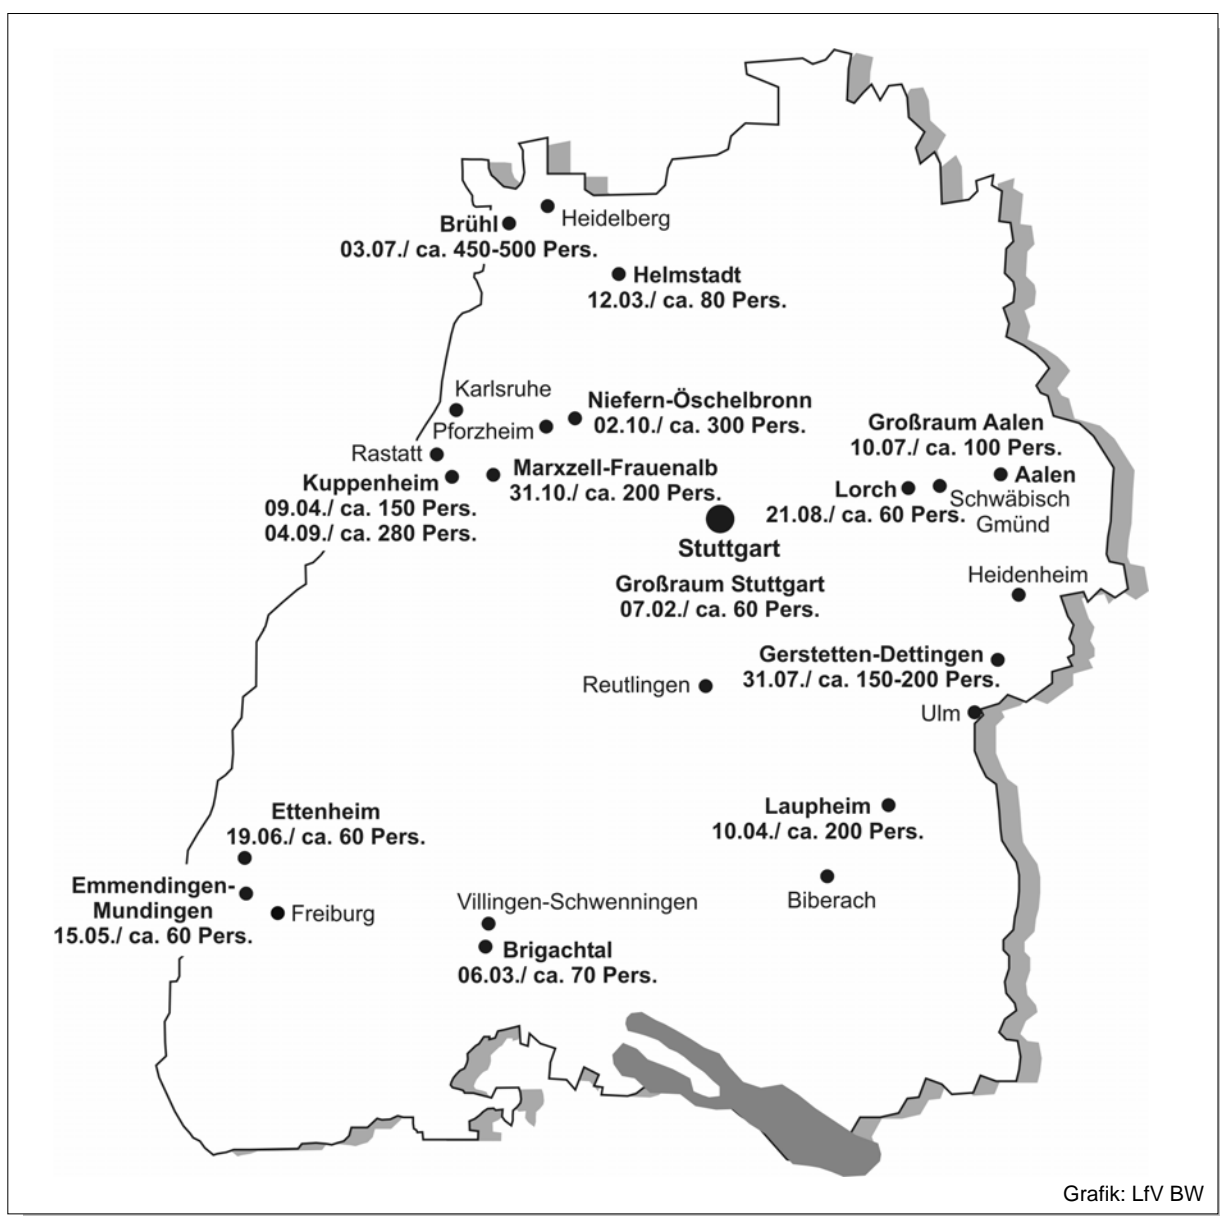 Heidelberg
Brühl
03.07./ ca. 450-500 Pers.
Helmstadt
12.03./ ca. 80 Pers.
Karlsruhe
Niefern-Öschelbronn
02.10./ ca. 300 Pers.
Pforzheim
Großraum Aalen
10.07./ ca. 100 Pers.
Rastatt
Marxzell-Frauenalb
31.10./ ca. 200 Pers.
Kuppenheim
09.04./ ca. 150 Pers.
04.09./ ca. 280 Pers.
Aalen
Lorch
21.08./ ca. 60 Pers.
Schwäbisch
Gmünd
Stuttgart
Großraum Stuttgart
07.02./ ca. 60 Pers.
Heidenheim
Gerstetten-Dettingen
31.07./ ca. 150-200 Pers.
Reutlingen
Ulm
Ettenheim
19.06./ ca. 60 Pers.
Laupheim
10.04./ ca. 200 Pers.
Emmendingen-
Mundingen
15.05./ ca. 60 Pers.
Freiburg
Villingen-Schwenningen
Biberach
Brigachtal
06.03./ ca. 70 Pers.
Grafik: LfV BW